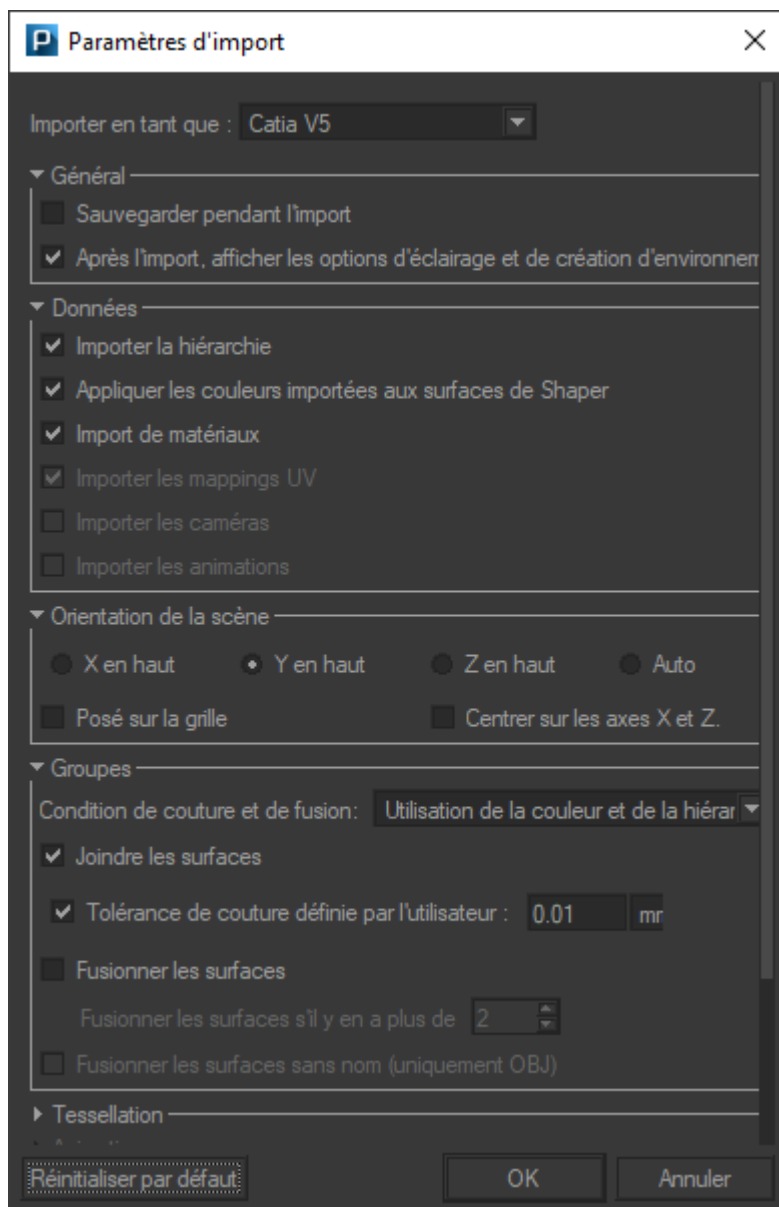 P Paramètres d'import
Importer en tant que : Catia V5
Général
Sauvegarder pendant l'import
Après l'import, afficher les options d'éclairage et de création d'environnem
Données
Importer la hiérarchie
Appliquer les couleurs importées aux surfaces de Shaper
Import de matériaux
Importer les mappings UV
Importer les caméras
Importer les animations
Orientation de la scène
X en haut Y en haut Z en haut Auto
Posé sur la grille Centrer sur les axes X et Z.
Groupes
Condition de couture et de fusion: Utilisation de la couleur et de la hiérar
Joindre les surfaces
Tolérance de couture définie par l'utilisateur : 0.01 mr
Fusionner les surfaces
Fusionner les surfaces s'il y en a plus de 2
Fusionner les surfaces sans nom (uniquement OBJ)
Tessellation
Réinitialiser par défaut OK Annuler